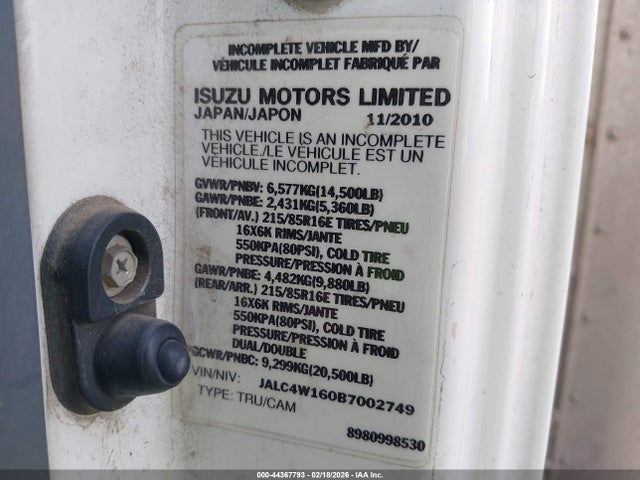 INCOMPLETE VEHICLE MFD BY/
VÉHICULE INCOMPLET FABRIQUÉ PAR
ISUZU MOTORS LIMITED
JAPAN/JAPON 11/2010
THIS VEHICLE IS AN INCOMPLETE
VEHICLE/LE VÉHICULE EST UN
VÉHICULE INCOMPLET.
GVWR/PNBV: 6,577KG(14,500LB)
GAWR/PNBE: 2,431KG(5,360LB)
(FRONT/AV.) 215/85R16E TIRES/PNEU
16X6K RIMS/JANTE
550KPA(80PSI), COLD TIRE
PRESSURE/PRESSION À FROID
GAWR/PNBE: 4,482KG(9,880LB)
(REAR/ARR.) 215/85R16E TIRES/PNEU
16X6K RIMS/JANTE
550KPA(80PSI), COLD TIRE
PRESSURE/PRESSION À FROID
DUAL/DOUBLE
GCWR/PNBC: 9,299KG(20,500LB)
VIN/NIV: JALC4W160B7002749
TYPE: TRU/CAM
8980998530
000-44367793 - 02/18/2026 - IAAI.COM